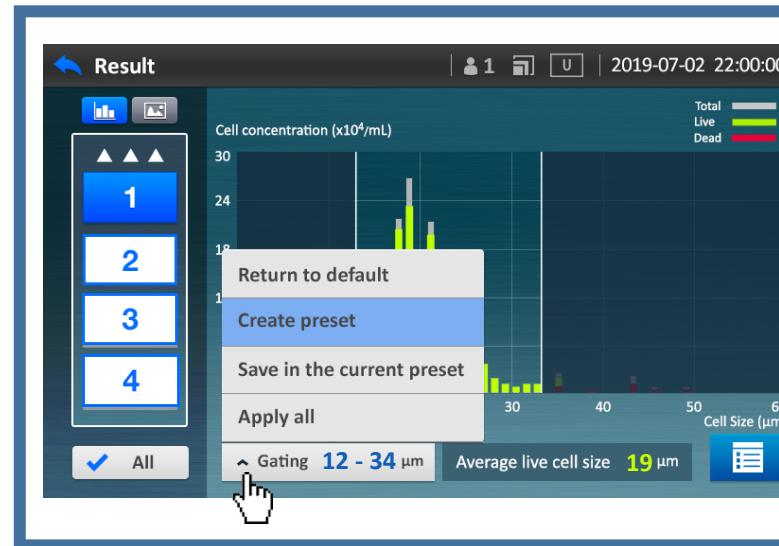 Result
1
U
2019-07-02 22:00:00
Total
Live
Dead
Cell concentration (x10⁴/mL)
30
24
18
1
2
3
4
Return to default
Create preset
Save in the current preset
Apply all
30
40
50
Cell Size (μm
All
Gating 12 - 34 μm
Average live cell size 19 μm